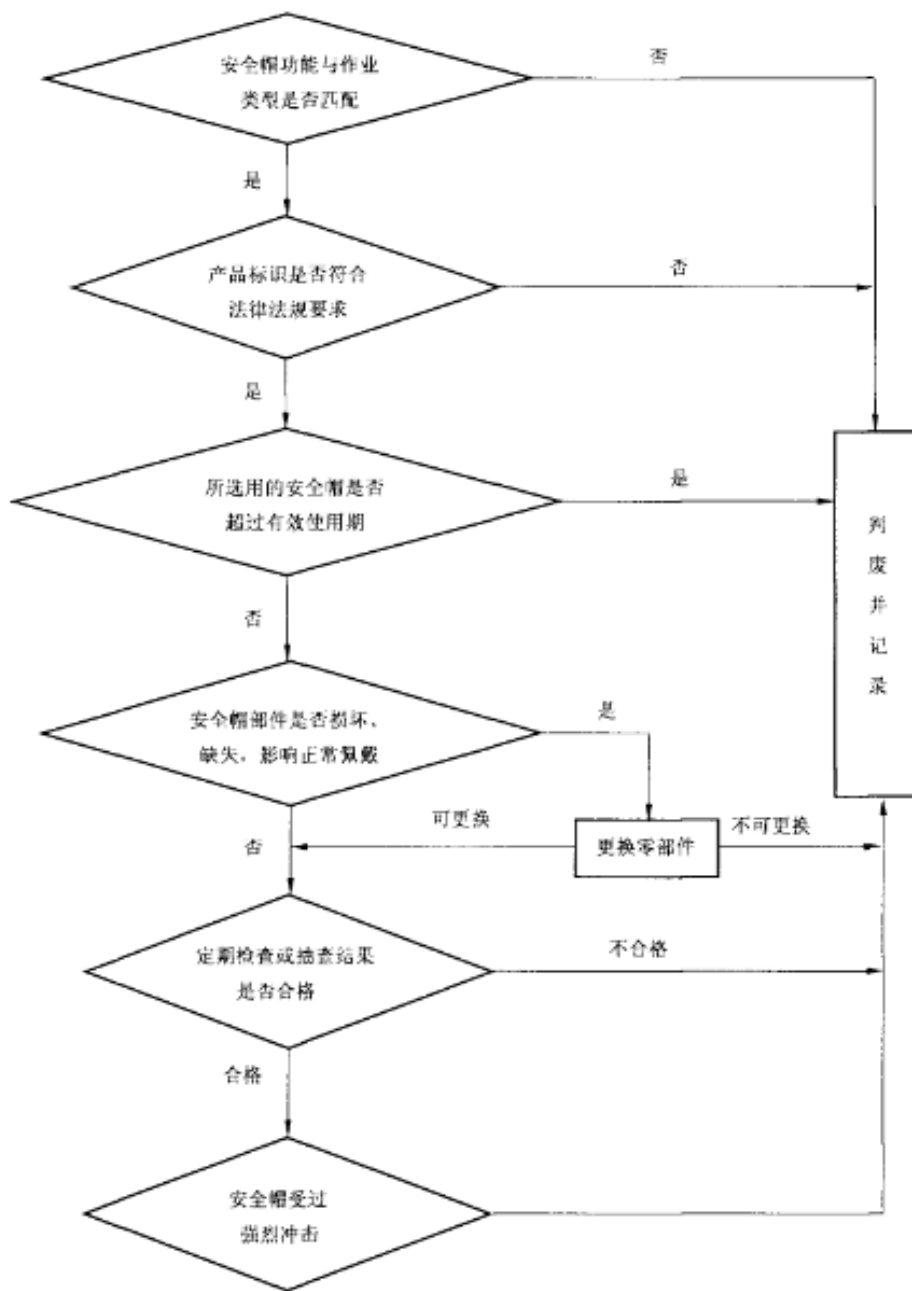 安全帽功能与作业
类型是否匹配
否
是
产品标识是否符合
法律法规要求
否
是
所选用的安全帽是否
超过有效使用期
是
判
废
并
记
录
否
安全帽部件是否损坏、
缺失,影响正常佩戴
是
可更换
更换零部件
不可更换
否
定期检查或抽查结果
是否合格
不合格
合格
安全帽受过
强烈冲击